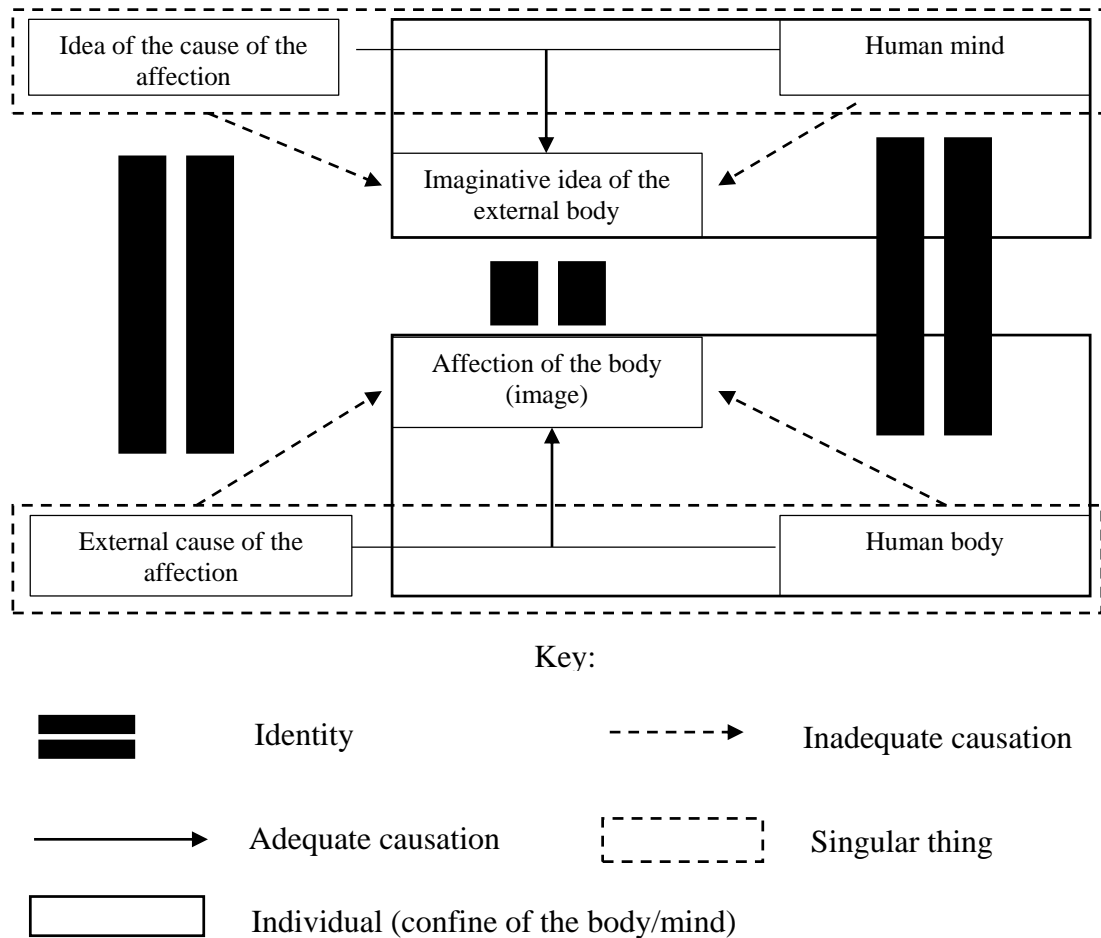 Idea of the cause of the
affection
Human mind
Imaginative idea of the
external body
Affection of the body
(image)
External cause of the
affection
Human body
Key:
Identity
Inadequate causation
Adequate causation
Singular thing
Individual (confine of the body/mind)